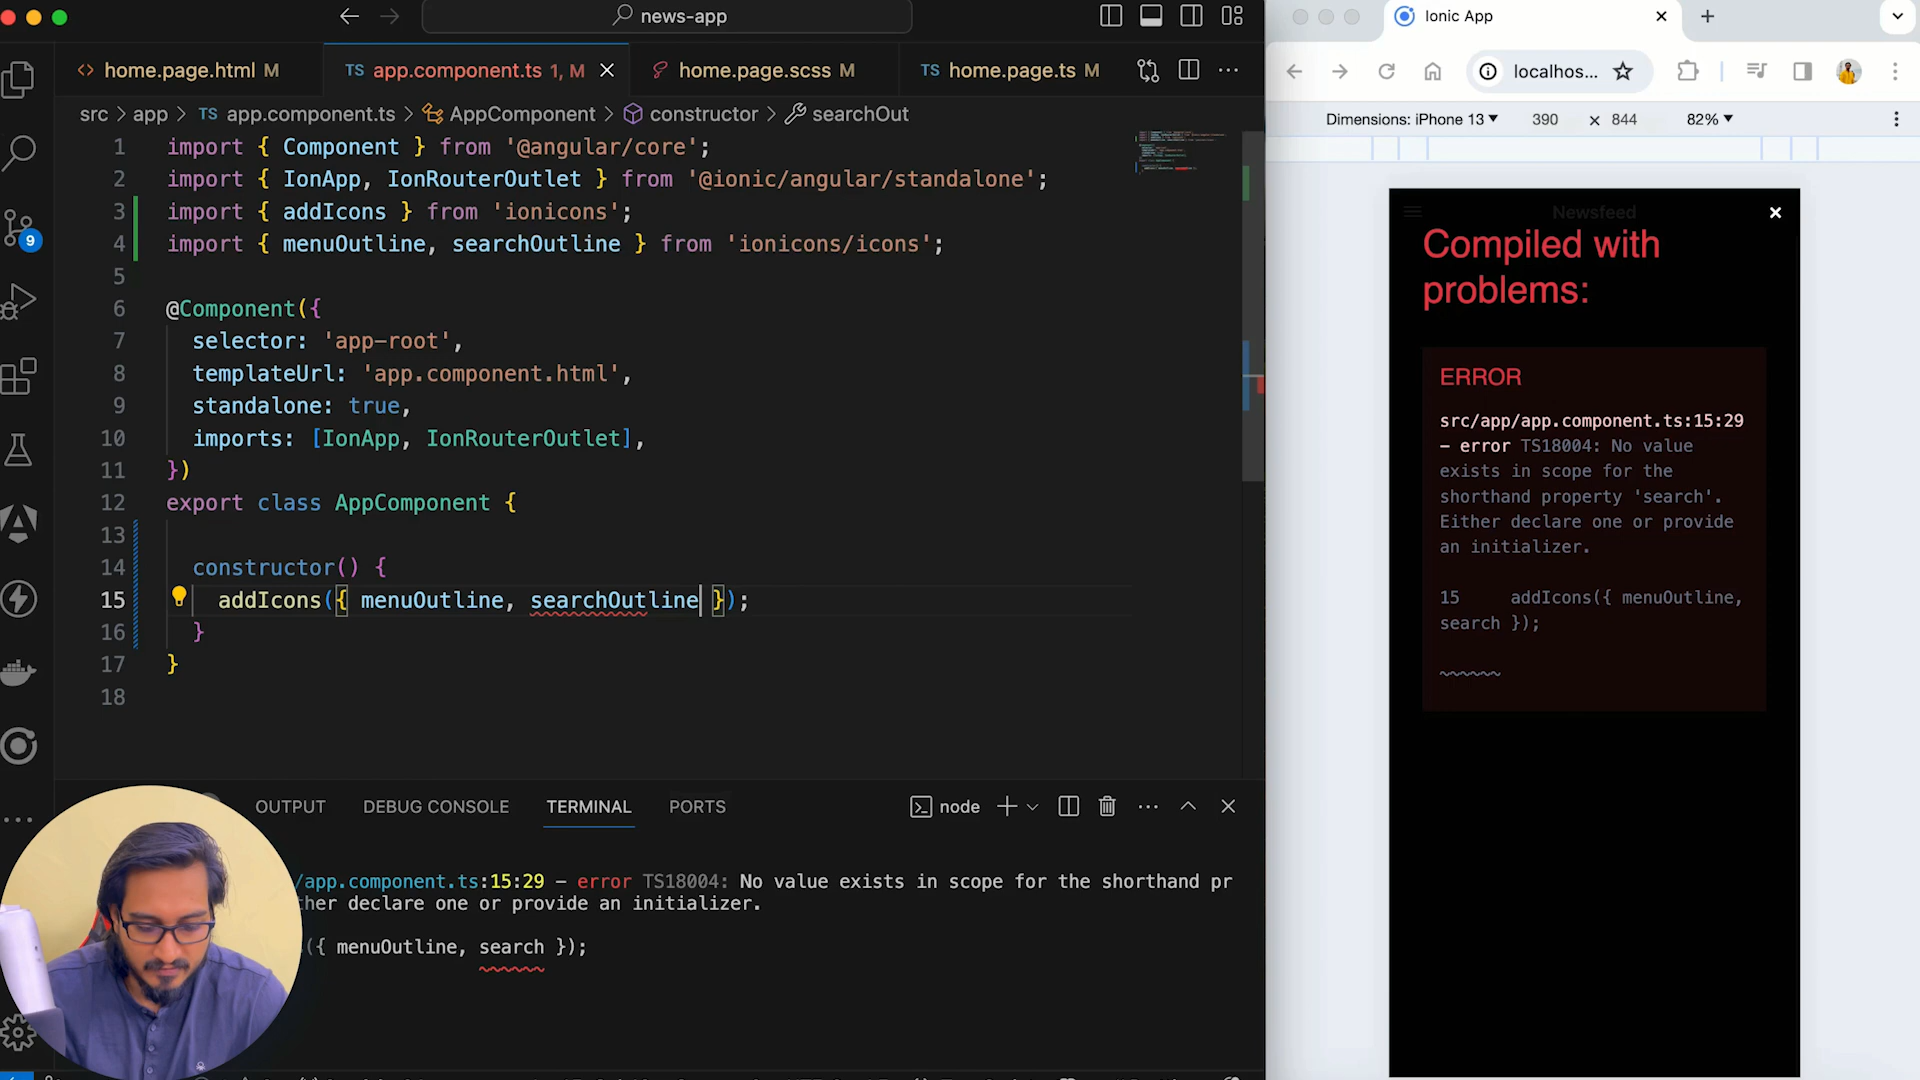 news-app
home.page.html M
TS app.component.ts 1, M
home.page.scss M
TS home.page.ts M
src > app > TS app.component.ts > AppComponent > constructor > searchOut
1 import { Component } from '@angular/core';
2 import { IonApp, IonRouterOutlet } from '@ionic/angular/standalone';
3 import { addIcons } from 'ionicons';
4 import { menuOutline, searchOutline } from 'ionicons/icons';
5
6 @Component({
7 selector: 'app-root',
8 templateUrl: 'app.component.html',
9 standalone: true,
10 imports: [IonApp, IonRouterOutlet],
11 })
12 export class AppComponent {
13
14 constructor() {
15 addIcons({ menuOutline, searchOutline });
16 }
17 }
18
9
OUTPUT DEBUG CONSOLE TERMINAL PORTS
node
/app.component.ts:15:29 - error TS18004: No value exists in scope for the shorthand pr
her declare one or provide an initializer.
({ menuOutline, search });
~~~~~~
Ionic App
localhos...
Dimensions: iPhone 13 390 × 844 82%
Newsfeed
Compiled with
problems:
ERROR
src/app/app.component.ts:15:29
- error TS18004: No value
exists in scope for the
shorthand property 'search'.
Either declare one or provide
an initializer.
15 addIcons({ menuOutline,
search });
~~~~~~